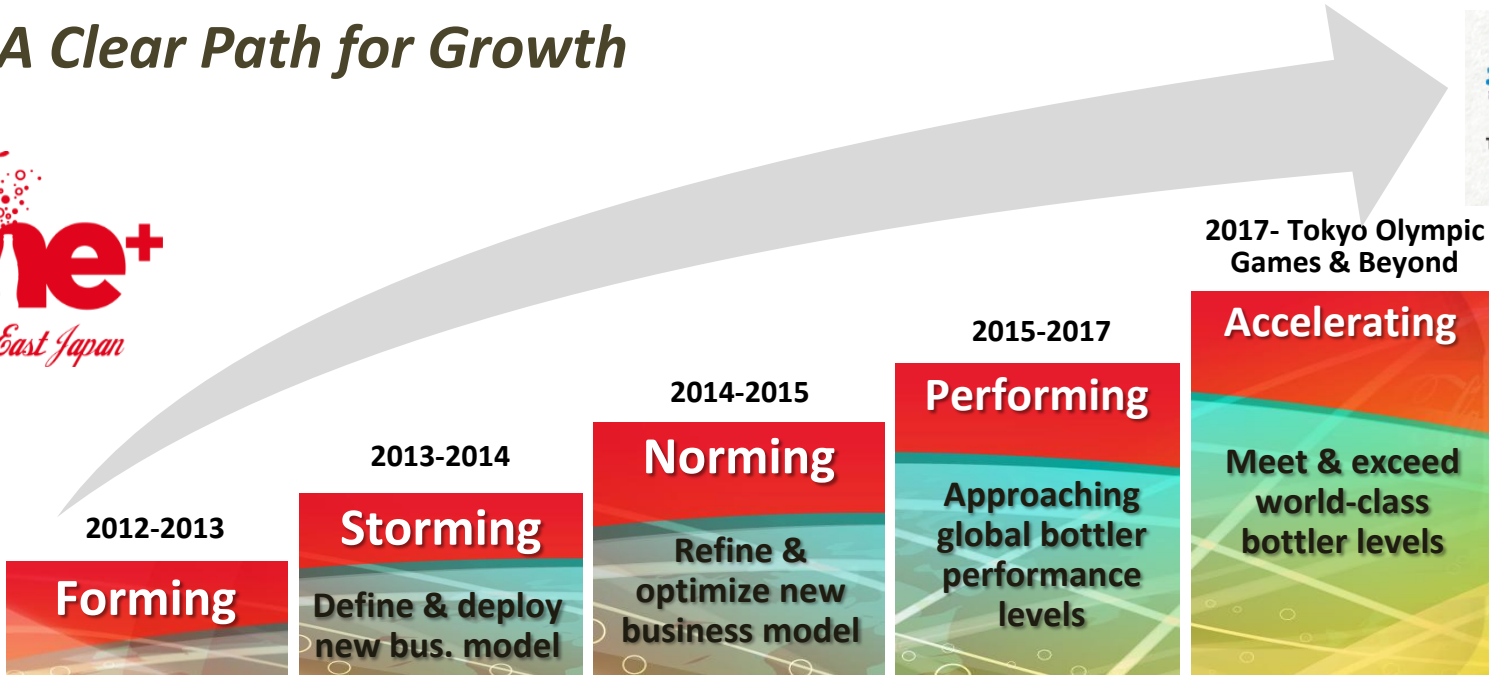 A Clear Path for Growth
ne+
East Japan
2017- Tokyo Olympic
Games & Beyond
Accelerating
Meet & exceed
world-class
bottler levels
2015-2017
Performing
Approaching
global bottler
performance
levels
2014-2015
Norming
Refine &
optimize new
business model
2013-2014
Storming
Define & deploy
new bus. model
2012-2013
Forming